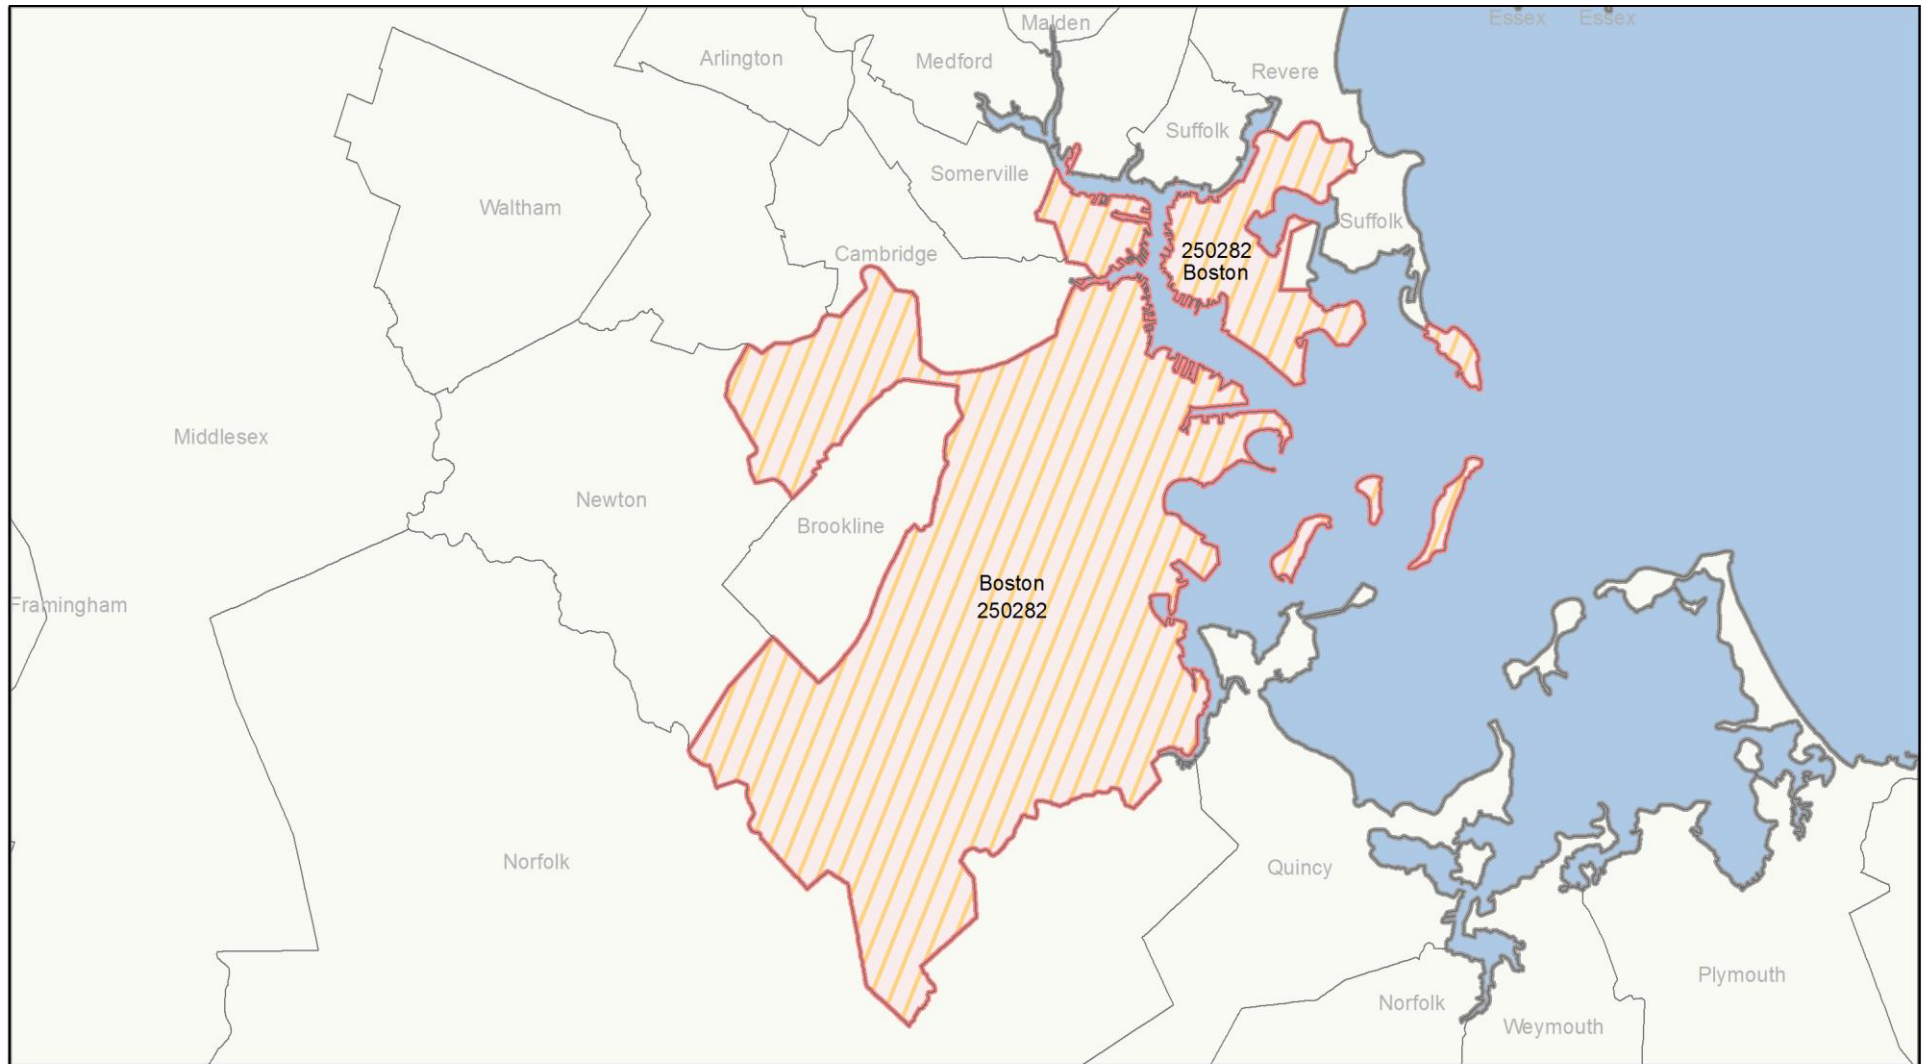 Malden
Essex
Essex
Arlington
Medford
Revere
Suffolk
Somerville
Waltham
Suffolk
Cambridge
250282
Boston
Middlesex
Newton
Brookline
Boston
250282
Framingham
Norfolk
Quincy
Plymouth
Norfolk
Weymouth